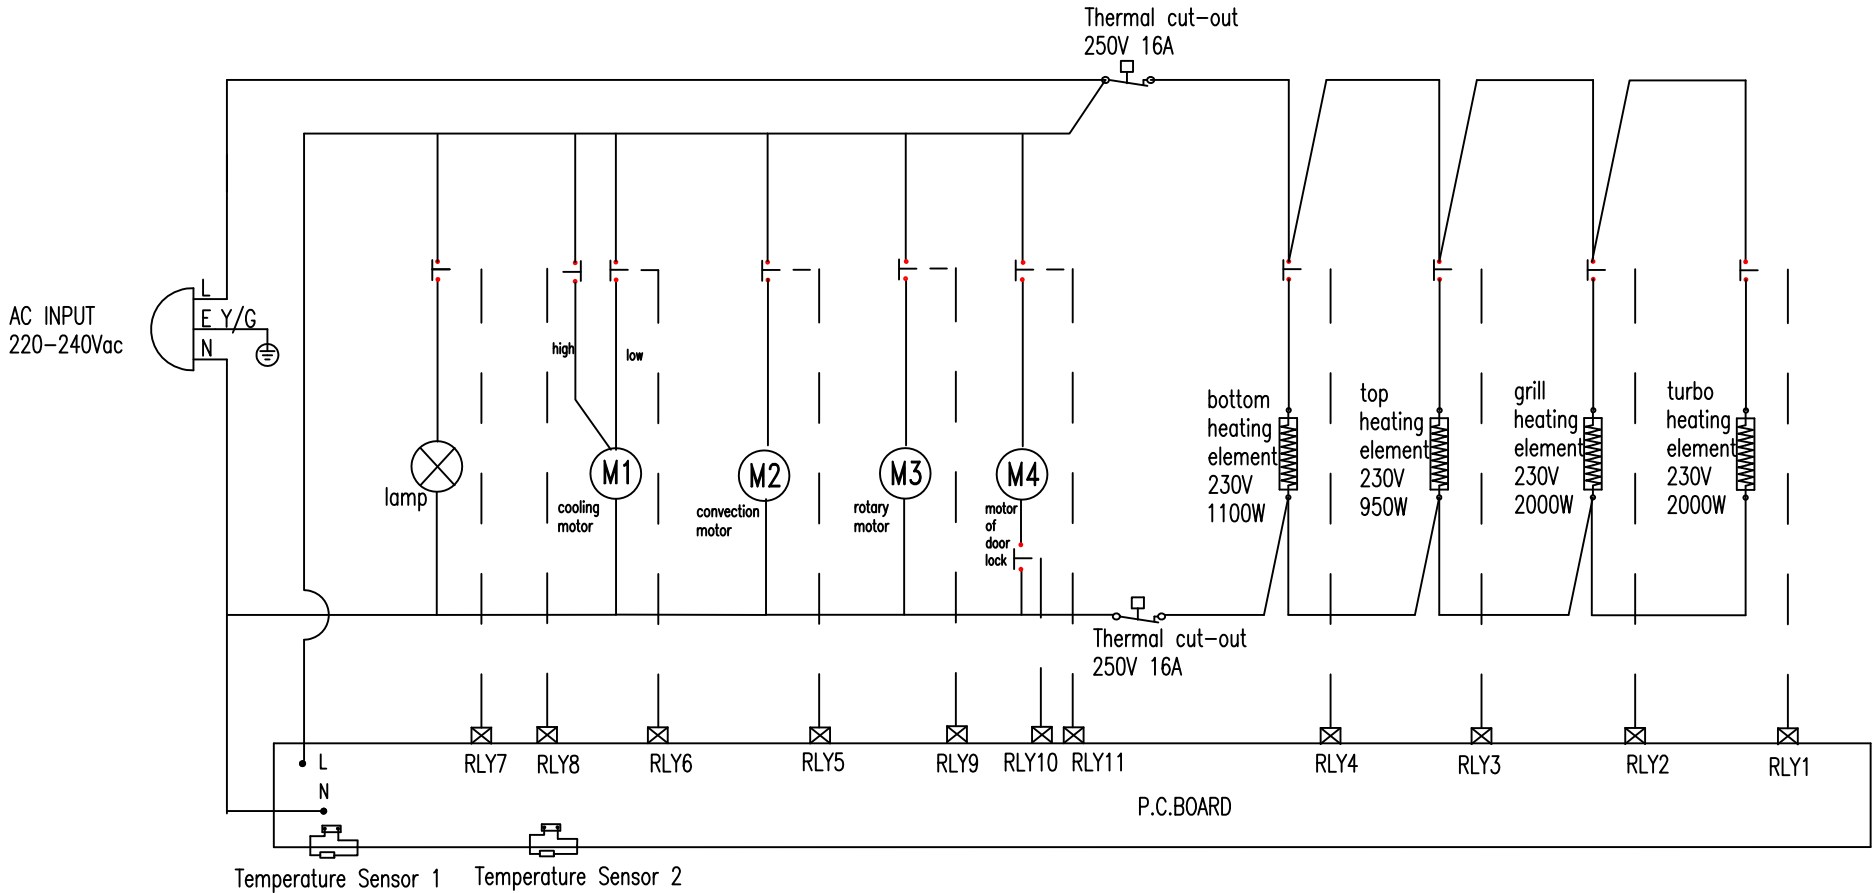 Thermal cut-out
250V 16A
L
AC INPUT
E Y/G
220-240Vac
N
high
low
lamp
M1
cooling
motor
M2
convection
motor
M3
rotary
motor
M4
motor
of
door
lock
bottom
heating
element
230V
1100W
top
heating
element
230V
950W
grill
heating
element
230V
2000W
turbo
heating
element
230V
2000W
Thermal cut-out
250V 16A
L
N
RLY7
RLY8
RLY6
RLY5
RLY9
RLY10
RLY11
RLY4
RLY3
RLY2
RLY1
P.C.BOARD
Temperature Sensor 1
Temperature Sensor 2